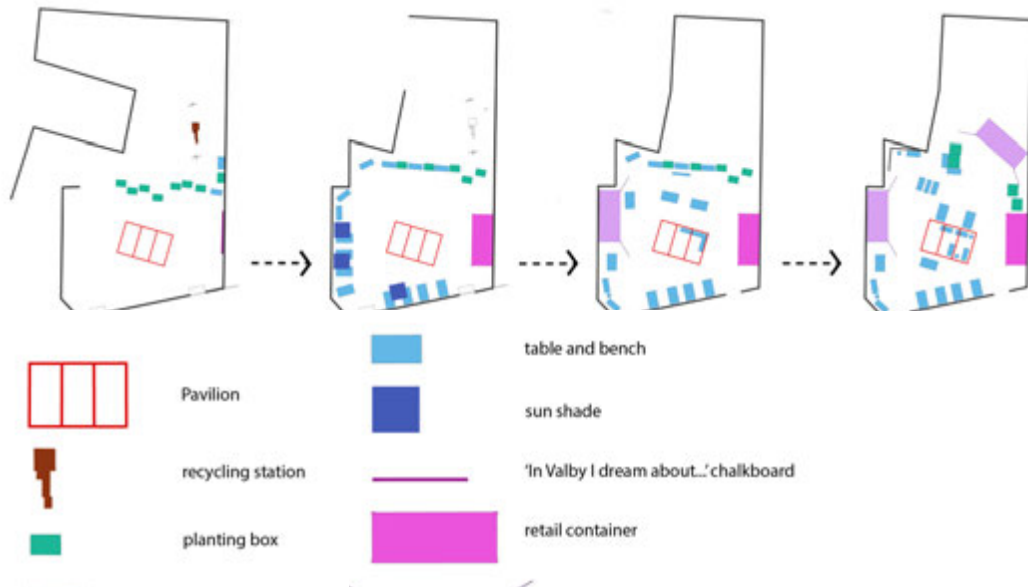 table and bench
Pavilion
sun shade
recycling station
'In Valby I dream about...' chalkboard
planting box
retail container